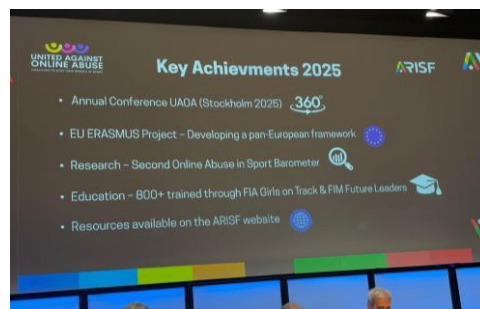 UNITED AGAINST
ONLINE ABUSE
Key Achievments 2025
ARISF
• Annual Conference UAOA (Stockholm 2025) 360°
• EU ERASMUS Project – Developing a pan-European framework
• Research – Second Online Abuse in Sport Barometer
• Education – 800+ trained through FIA Girls on Track & FIM Future Leaders
• Resources available on the ARISF website